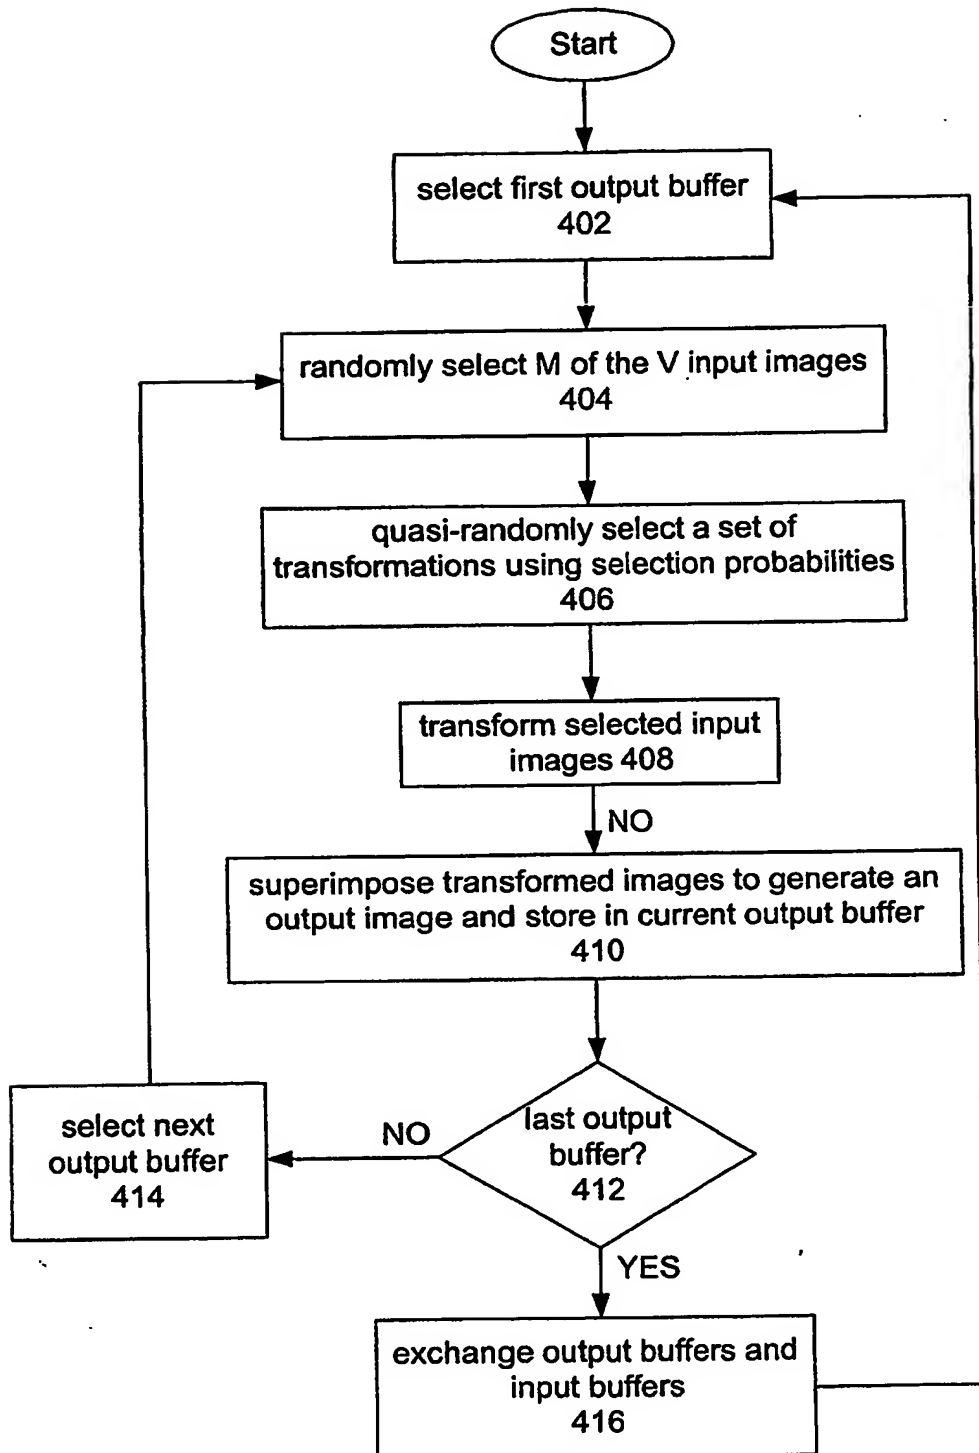 Start
select first output buffer
402
randomly select M of the V input images
404
quasi-randomly select a set of
transformations using selection probabilities
406
transform selected input
images 408
NO
superimpose transformed images to generate an
output image and store in current output buffer
410
last output
buffer?
412
NO
select next
output buffer
414
YES
exchange output buffers and
input buffers
416